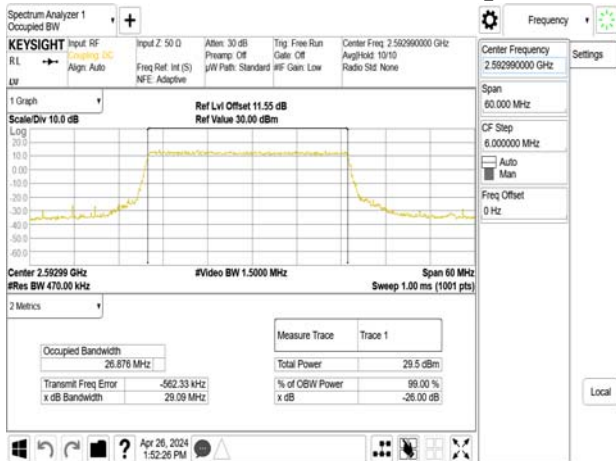 Spectrum Analyzer 1
Occupied BW
Frequency
KEYSIGHT
RL
Input: RF
Coupling: DC
Align: Auto
Input Z: 50 Ω
Freq Ref: Int (S)
NFE: Adaptive
Atten: 30 dB
Preamp: Off
µW Path: Standard
Trig: Free Run
Gate: Off
#IF Gain: Low
Center Freq: 2.592990000 GHz
Avg|Hold: 10/10
Radio Std: None
1 Graph
Scale/Div 10.0 dB
Ref Lvl Offset 11.55 dB
Ref Value 30.00 dBm
Log
20.0
10.0
0.00
-10.0
-20.0
-30.0
-40.0
-50.0
-60.0
Center 2.59299 GHz
#Res BW 470.00 kHz
#Video BW 1.5000 MHz
Span 60 MHz
Sweep 1.00 ms (1001 pts)
2 Metrics
Occupied Bandwidth
26.876 MHz
Transmit Freq Error -562.33 kHz
x dB Bandwidth 29.09 MHz
Measure Trace Trace 1
Total Power 29.5 dBm
% of OBW Power 99.00 %
x dB -26.00 dB
Apr 26, 2024
1:52:26 PM
Center Frequency
2.592990000 GHz
Settings
Span
60.000 MHz
CF Step
6.000000 MHz
Auto
Man
Freq Offset
0 Hz
Local